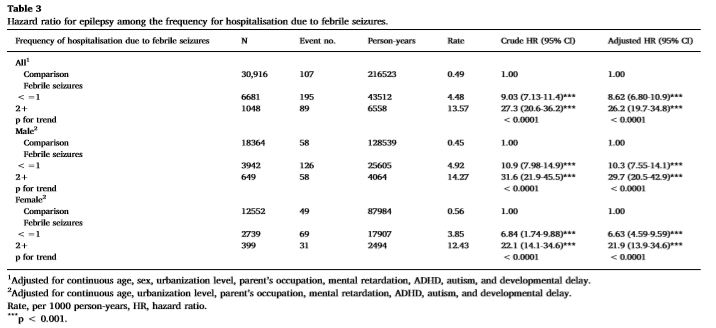 Table 3
Hazard ratio for epilepsy among the frequency for hospitalisation due to febrile seizures.
Frequency of hospitalisation due to febrile seizures N Event no. Person-years Rate Crude HR (95% CI) Adjusted HR (95% CI)
All¹
Comparison 30,916 107 216523 0.49 1.00 1.00
Febrile seizures
< =1 6681 195 43512 4.48 9.03 (7.13-11.4)*** 8.62 (6.80-10.9)***
2+ 1048 89 6558 13.57 27.3 (20.6-36.2)*** 26.2 (19.7-34.8)***
p for trend < 0.0001 < 0.0001
Male²
Comparison 18364 58 128539 0.45 1.00 1.00
Febrile seizures
< =1 3942 126 25605 4.92 10.9 (7.98-14.9)*** 10.3 (7.55-14.1)***
2+ 649 58 4064 14.27 31.6 (21.9-45.5)*** 29.7 (20.5-42.9)***
p for trend < 0.0001 < 0.0001
Female²
Comparison 12552 49 87984 0.56 1.00 1.00
Febrile seizures
< =1 2739 69 17907 3.85 6.84 (1.74-9.88)*** 6.63 (4.59-9.59)***
2+ 399 31 2494 12.43 22.1 (14.1-34.6)*** 21.9 (13.9-34.6)***
p for trend < 0.0001 < 0.0001
¹Adjusted for continuous age, sex, urbanization level, parent's occupation, mental retardation, ADHD, autism, and developmental delay.
²Adjusted for continuous age, urbanization level, parent's occupation, mental retardation, ADHD, autism, and developmental delay.
Rate, per 1000 person-years, HR, hazard ratio.
***p < 0.001.